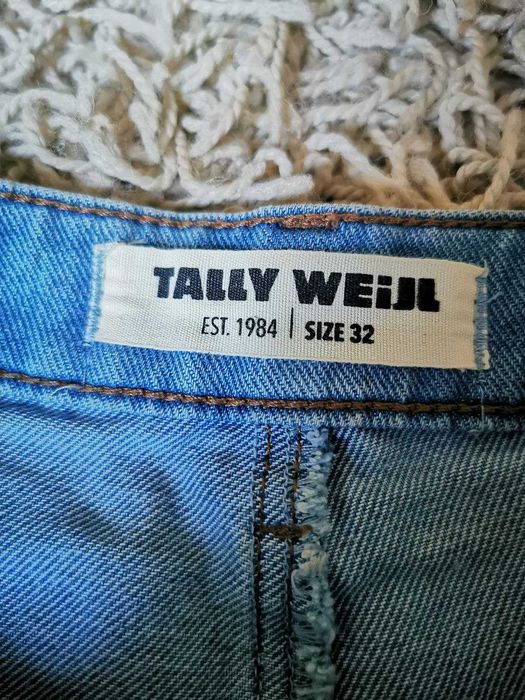 TALLY WEiJL
EST. 1984 | SIZE 32